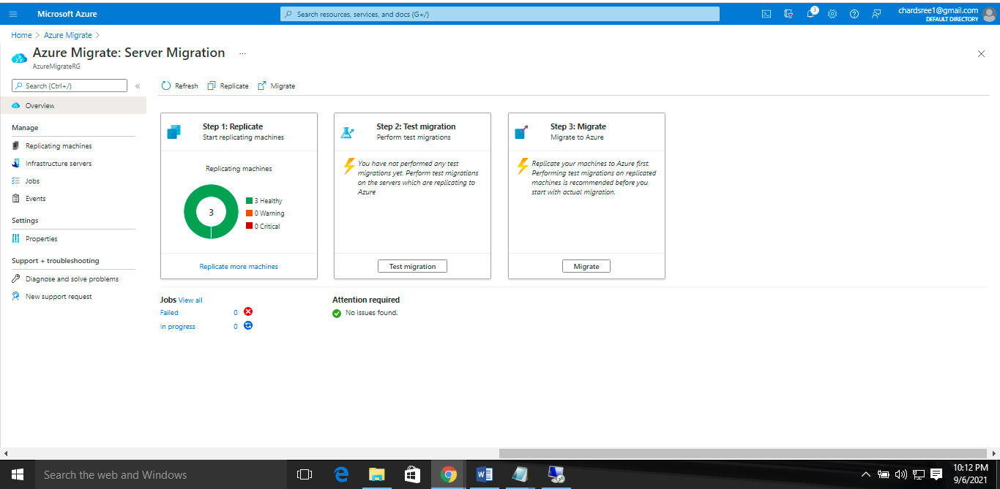 Microsoft Azure
Search resources, services, and docs (G+/)
3
chardsree1@gmail.com
DEFAULT DIRECTORY
Home > Azure Migrate >
Azure Migrate: Server Migration ...
AzureMigrateRG
Search (Ctrl+/)
«
Refresh
Replicate
Migrate
Overview
Manage
Replicating machines
Infrastructure servers
Jobs
Events
Settings
Properties
Support + troubleshooting
Diagnose and solve problems
New support request
Step 1: Replicate
Start replicating machines
Replicating machines
3
3 Healthy
0 Warning
0 Critical
Replicate more machines
Step 2: Test migration
Perform test migrations
You have not performed any test
migrations yet. Perform test migrations
on the servers which are replicating to
Azure
Test migration
Step 3: Migrate
Migrate to Azure
Replicate your machines to Azure first.
Performing test migrations on replicated
machines is recommended before you
start with actual migration.
Migrate
Jobs View all
Failed 0
In progress 0
Attention required
No issues found.
Search the web and Windows
10:12 PM
9/6/2021